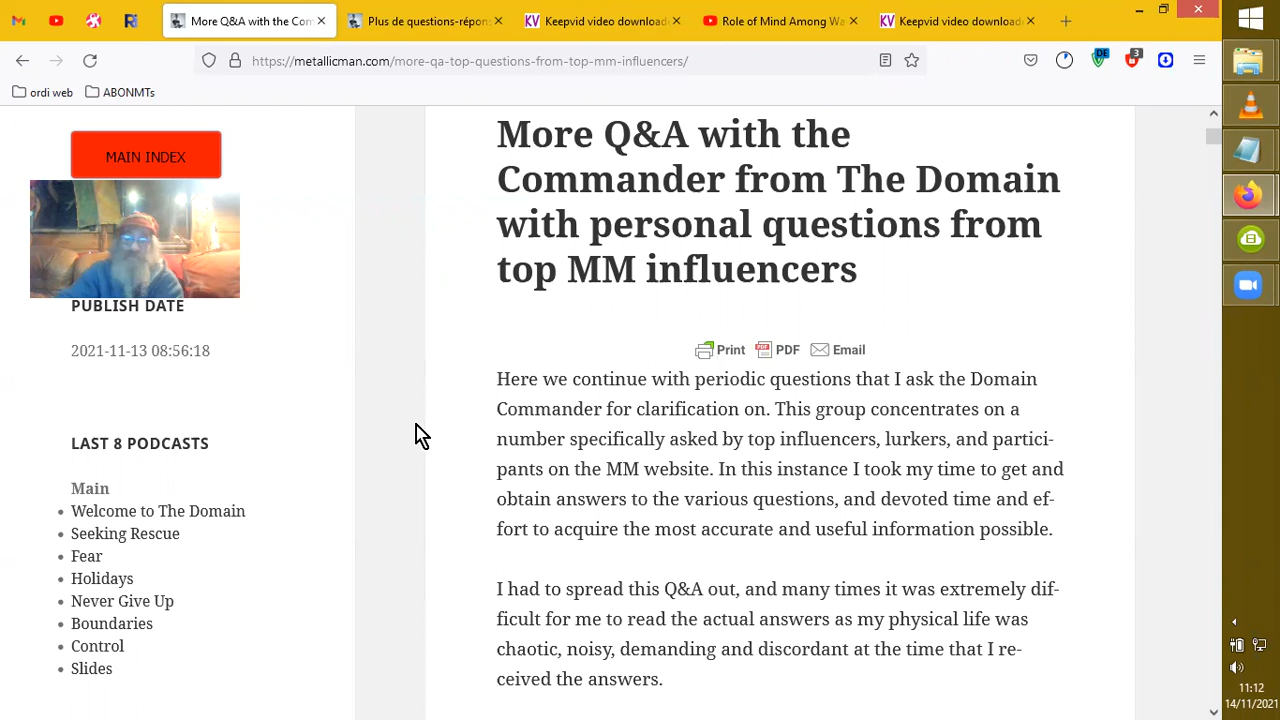 More Q&A with the Com
Plus de questions-répon
Keepvid video download
Role of Mind Among Wa
Keepvid video download
https://metallicman.com/
qa-top-questions-from-top-mm-influencers/
DE
3
ordi web
ABONMTs
MAIN INDEX
PUBLISH DATE
2021-11-13 08:56:18
LAST 8 PODCASTS
Main
Welcome to The Domain
Seeking Rescue
Fear
Holidays
Never Give Up
Boundaries
Control
Slides
More Q&A with the
Commander from The Domain
with personal questions from
top MM influencers
Print PDF Email
Here we continue with periodic questions that I ask the Domain
Commander for clarification on. This group concentrates on a
number specifically asked by top influencers, lurkers, and partici-
pants on the MM website. In this instance I took my time to get and
obtain answers to the various questions, and devoted time and ef-
fort to acquire the most accurate and useful information possible.
I had to spread this Q&A out, and many times it was extremely dif-
ficult for me to read the actual answers as my physical life was
chaotic, noisy, demanding and discordant at the time that I re-
ceived the answers.
11:12
14/11/2021